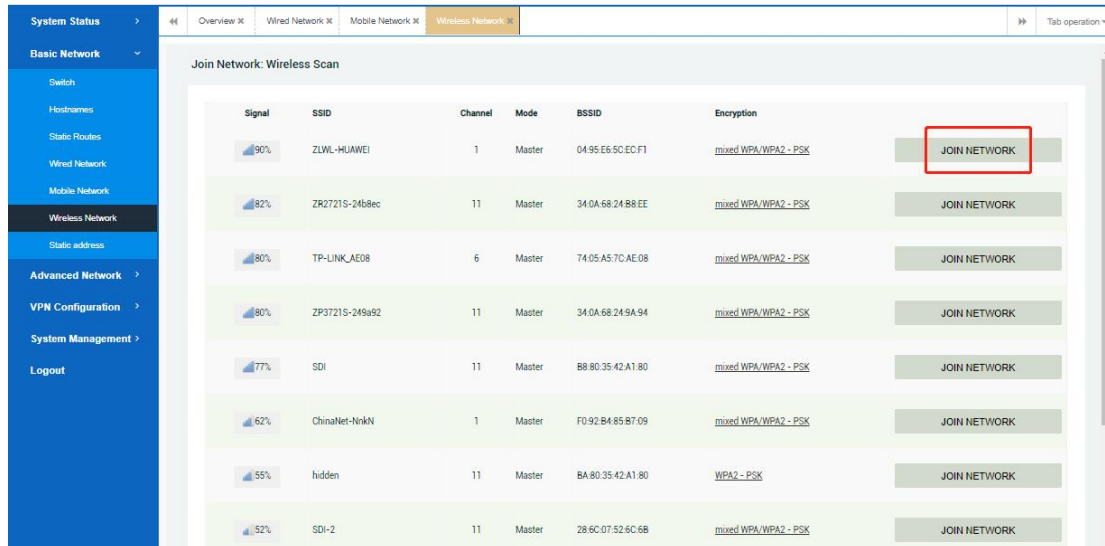 System Status
Overview Wired Network Mobile Network Wireless Network Tab operation
Basic Network
Join Network: Wireless Scan
Switch
Hostnames
Static Routes
Wired Network
Mobile Network
Wireless Network
Static address
Advanced Network
VPN Configuration
System Management
Logout
Signal SSID Channel Mode BSSID Encryption
90% ZLWL-HUAWEI 1 Master 04:95:E6:5C:EC:F1 mixed WPA/WPA2 - PSK JOIN NETWORK
82% ZR2721S-24b8ec 11 Master 34:0A:68:24:B8:EE mixed WPA/WPA2 - PSK JOIN NETWORK
80% TP-LINK_AE08 6 Master 74:05:A5:7C:AE:08 mixed WPA/WPA2 - PSK JOIN NETWORK
80% ZP3721S-249a92 11 Master 34:0A:68:24:9A:94 mixed WPA/WPA2 - PSK JOIN NETWORK
77% SDI 11 Master B8:80:35:42:A1:80 mixed WPA/WPA2 - PSK JOIN NETWORK
62% ChinaNet-NnkN 1 Master F0:92:B4:85:B7:09 mixed WPA/WPA2 - PSK JOIN NETWORK
55% hidden 11 Master BA:80:35:42:A1:80 WPA2 - PSK JOIN NETWORK
52% SDI-2 11 Master 28:6C:07:52:6C:6B mixed WPA/WPA2 - PSK JOIN NETWORK